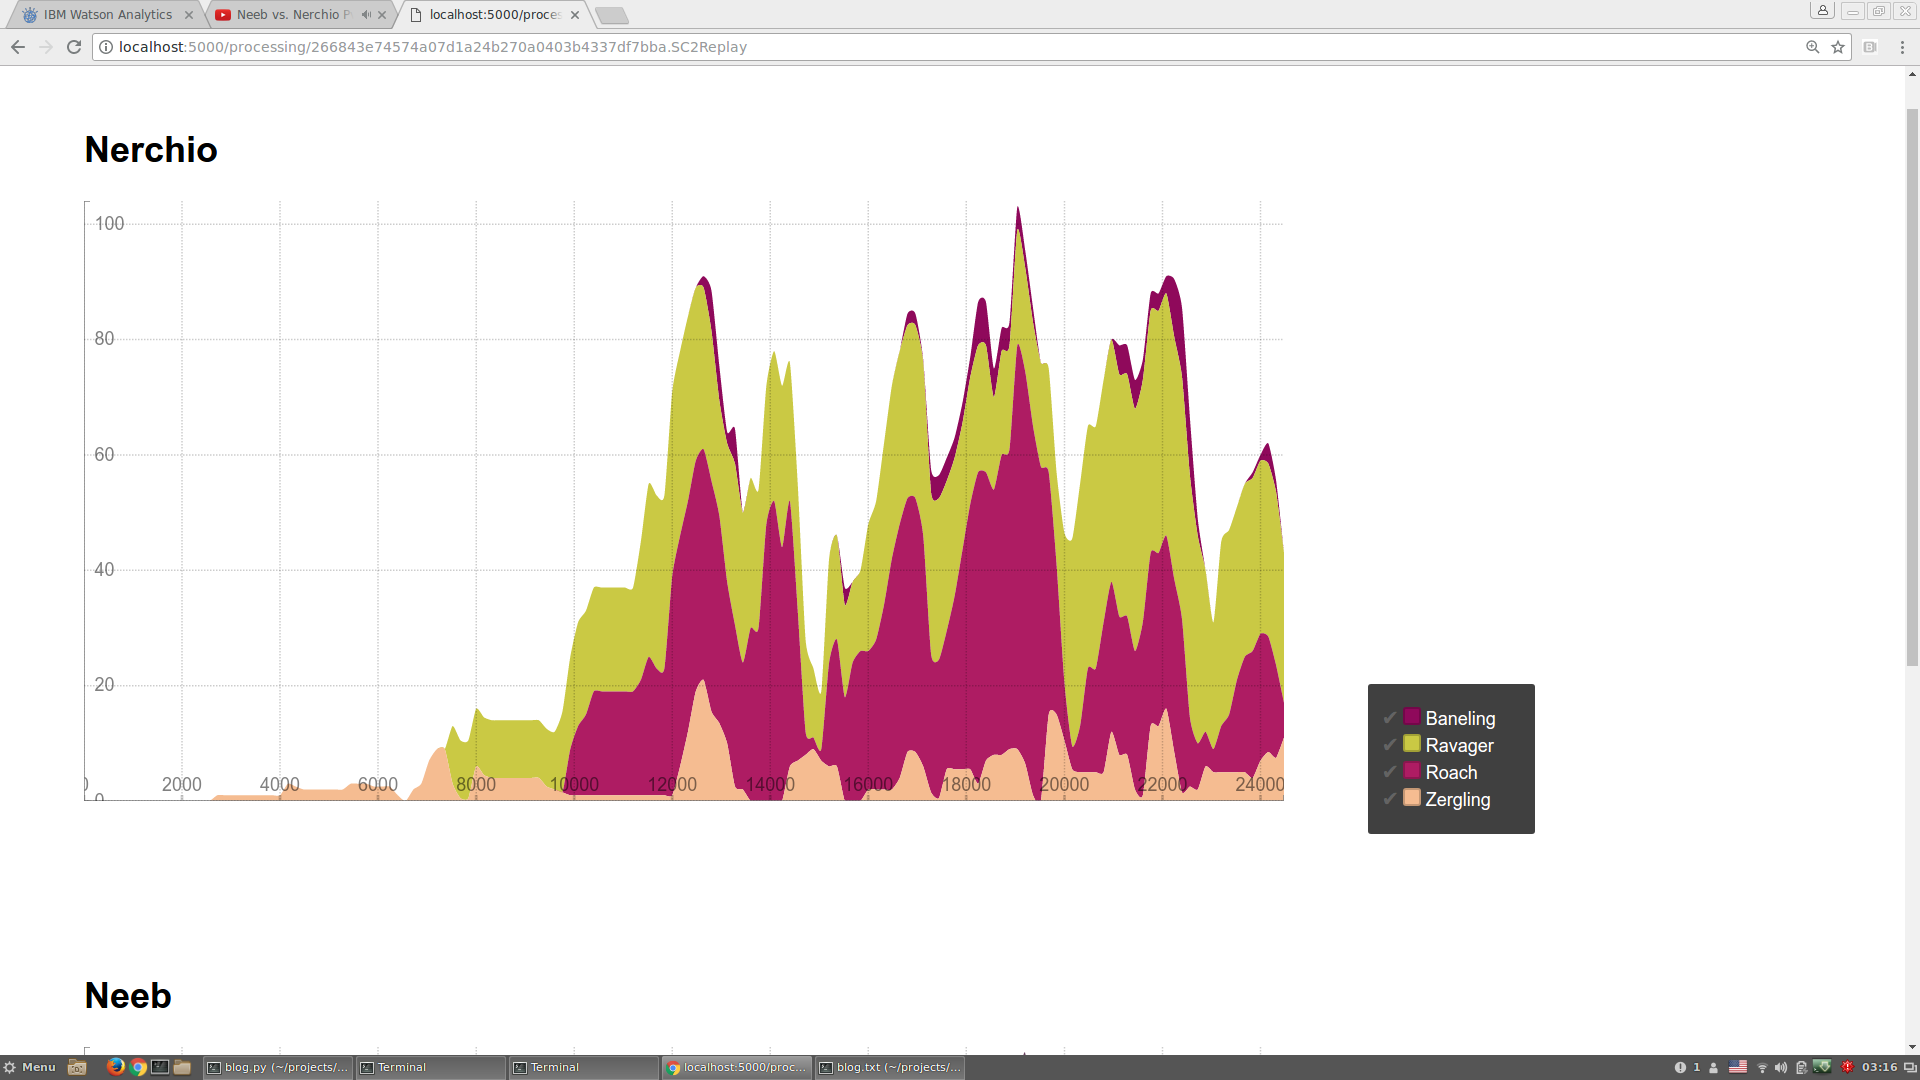 IBM Watson Analytics
Neeb vs. Nerchio P
localhost:5000/proces
localhost:5000/processing/266843e74574a07d1a24b270a0403b4337df7bba.SC2Replay
Nerchio
100
80
60
40
20
0
0 2000 4000 6000 8000 10000 12000 14000 16000 18000 20000 22000 24000
Baneling
Ravager
Roach
Zergling
Neeb
Menu blog.py (~/projects/... Terminal Terminal localhost:5000/proc... blog.txt (~/projects/... 1 03:16